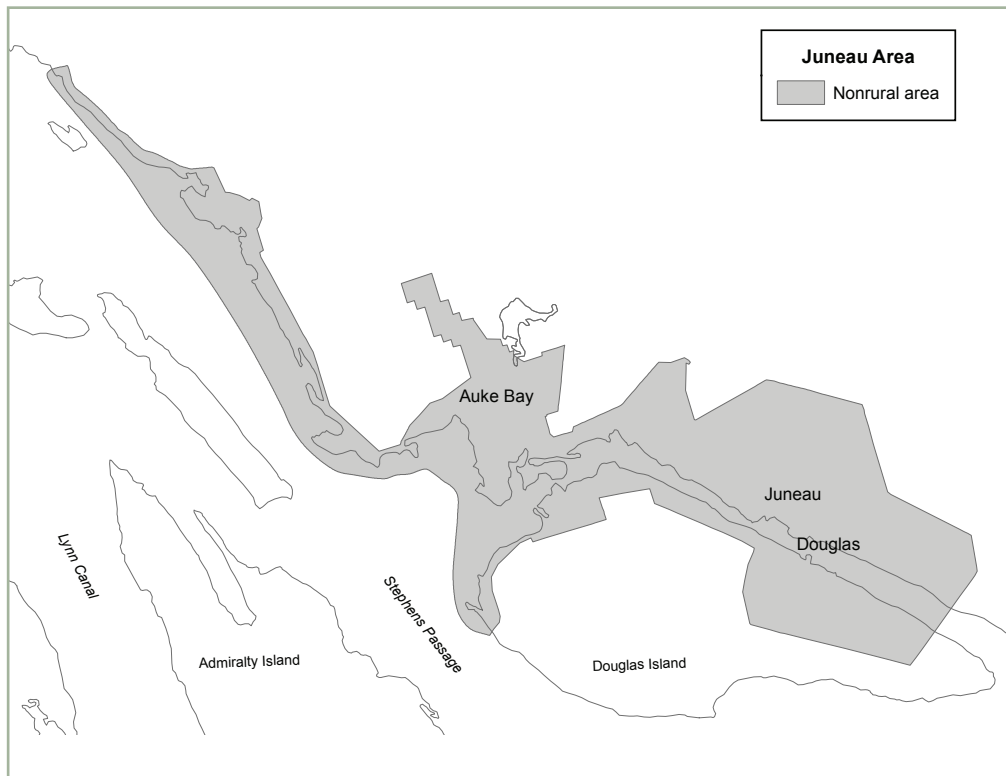 Juneau Area
Nonrural area
Auke Bay
Juneau
Douglas
Lynn Canal
Stephens Passage
Admiralty Island
Douglas Island